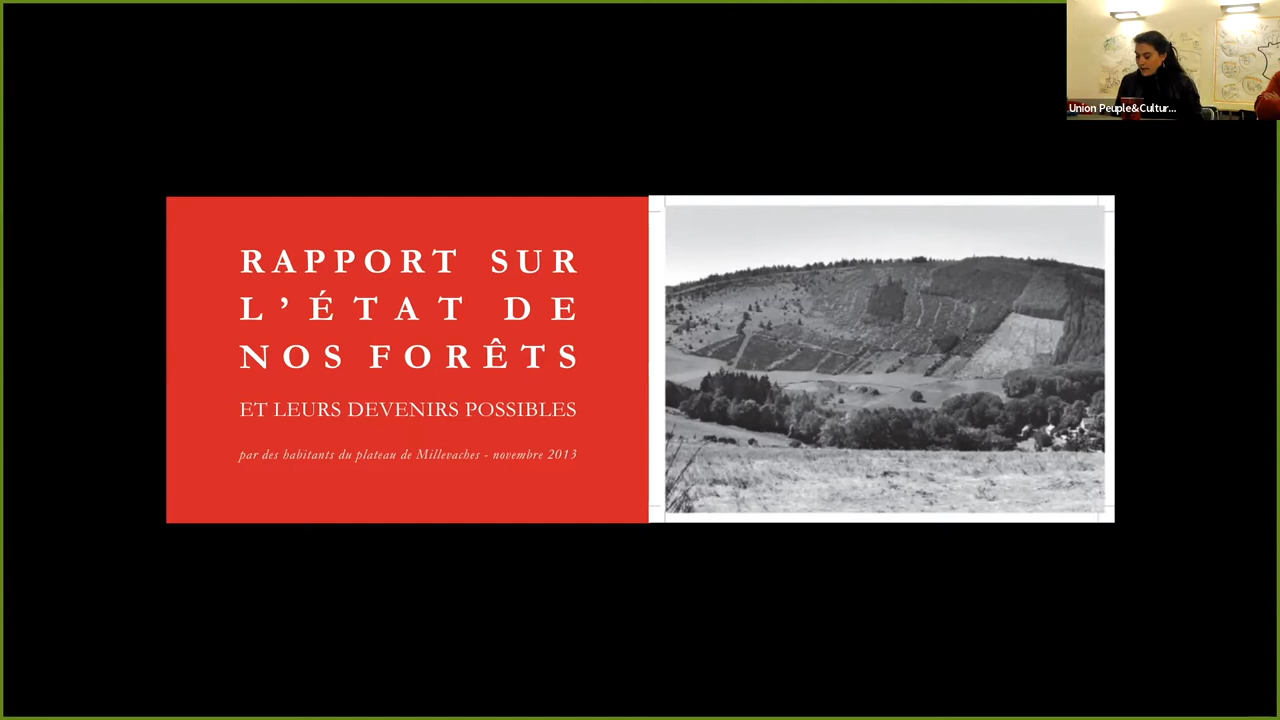 Union Peuple&Cultur...
RAPPORT SUR
L'ÉTAT DE
NOS FORÊTS
ET LEURS DEVENIRS POSSIBLES
par des habitants du plateau de Millevaches - novembre 2013